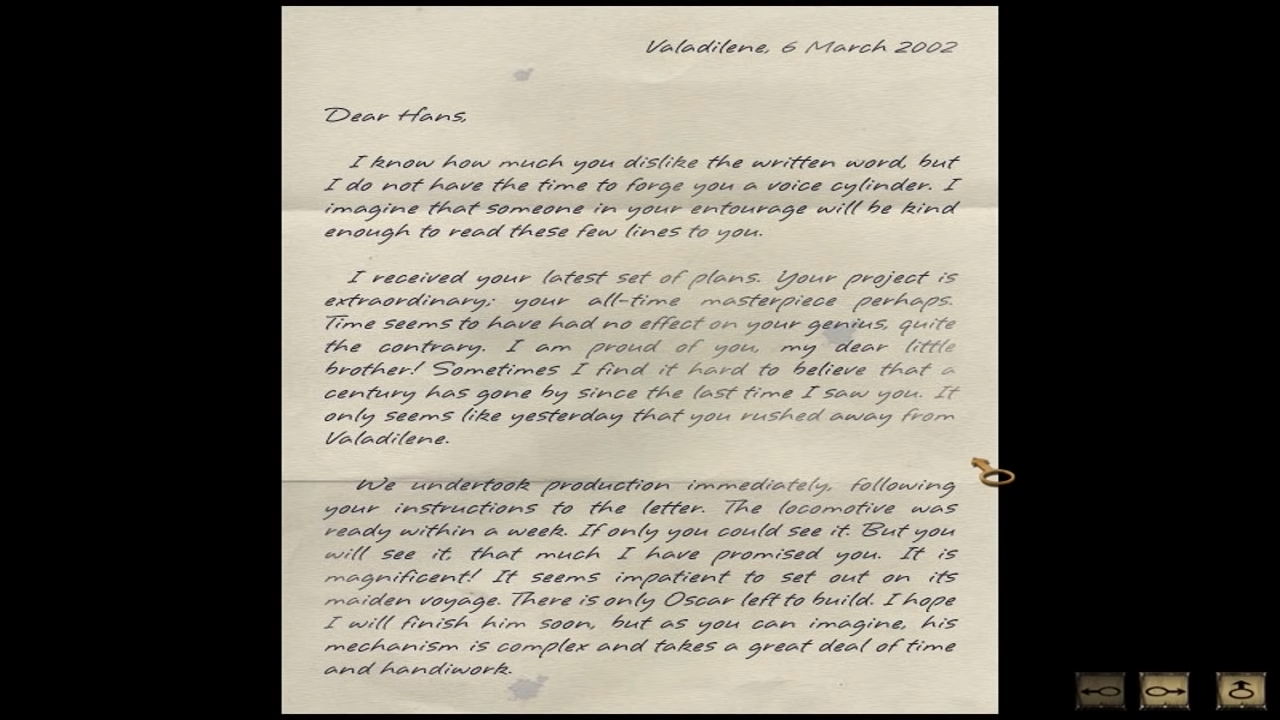 Valadilene, 6 March 2002
Dear Hans,
I know how much you dislike the written word, but
I do not have the time to forge you a voice cylinder. I
imagine that someone in your entourage will be kind
enough to read these few lines to you.
I received your latest set of plans. Your project is
extraordinary; your all-time masterpiece perhaps.
Time seems to have had no effect on your genius, quite
the contrary. I am proud of you, my dear little
brother! Sometimes I find it hard to believe that a
century has gone by since the last time I saw you. It
only seems like yesterday that you rushed away from
Valadilene.
We undertook production immediately, following
your instructions to the letter. The locomotive was
ready within a week. If only you could see it. But you
will see it, that much I have promised you. It is
magnificent! It seems impatient to set out on its
maiden voyage. There is only Oscar left to build. I hope
I will finish him soon, but as you can imagine, his
mechanism is complex and takes a great deal of time
and handiwork.